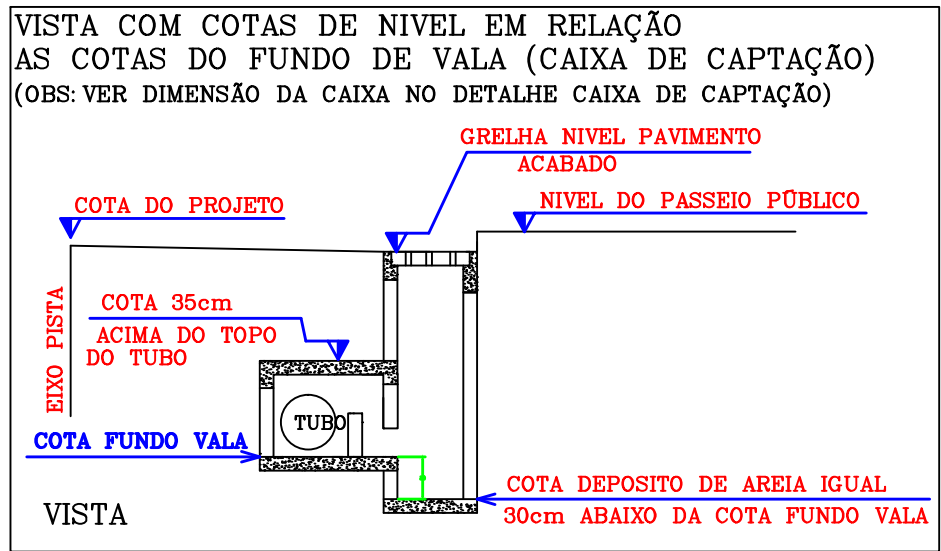 VISTA COM COTAS DE NIVEL EM RELAÇÃO
AS COTAS DO FUNDO DE VALA (CAIXA DE CAPTAÇÃO)
(OBS: VER DIMENSÃO DA CAIXA NO DETALHE CAIXA DE CAPTAÇÃO)
GRELHA NIVEL PAVIMENTO
ACABADO
COTA DO PROJETO
NIVEL DO PASSEIO PÚBLICO
EIXO PISTA
COTA 35cm
ACIMA DO TOPO
DO TUBO
TUBO
COTA FUNDO VALA
COTA DEPOSITO DE AREIA IGUAL
30cm ABAIXO DA COTA FUNDO VALA
VISTA